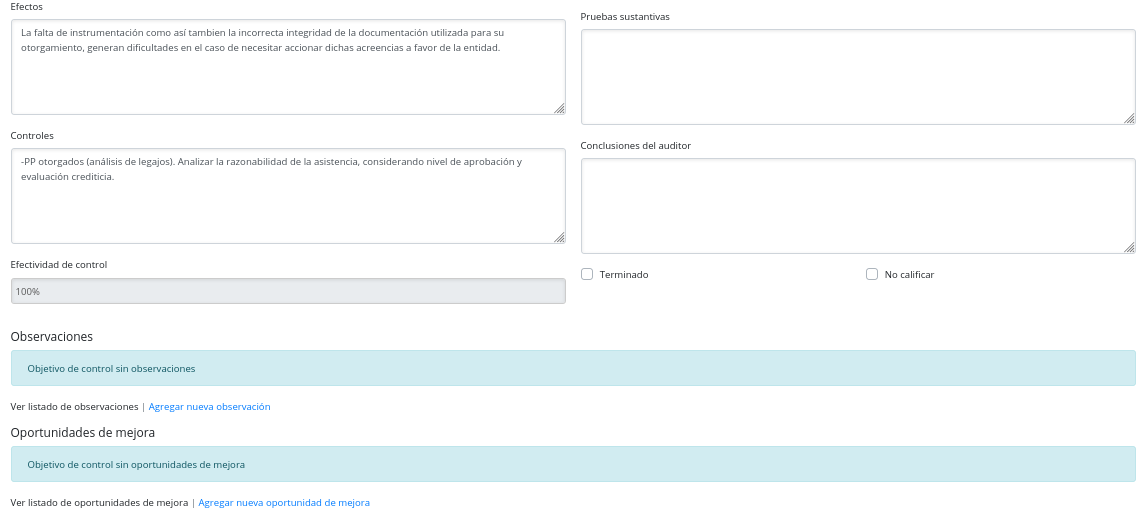 Efectos
La falta de instrumentación como así tambien la incorrecta integridad de la documentación utilizada para su
otorgamiento, generan dificultades en el caso de necesitar accionar dichas acreencias a favor de la entidad.
Controles
-PP otorgados (análisis de legajos). Analizar la razonabilidad de la asistencia, considerando nivel de aprobación y
evaluación crediticia.
Efectividad de control
100%
Pruebas sustantivas
Conclusiones del auditor
Terminado
No calificar
Observaciones
Objetivo de control sin observaciones
Ver listado de observaciones | Agregar nueva observación
Oportunidades de mejora
Objetivo de control sin oportunidades de mejora
Ver listado de oportunidades de mejora | Agregar nueva oportunidad de mejora